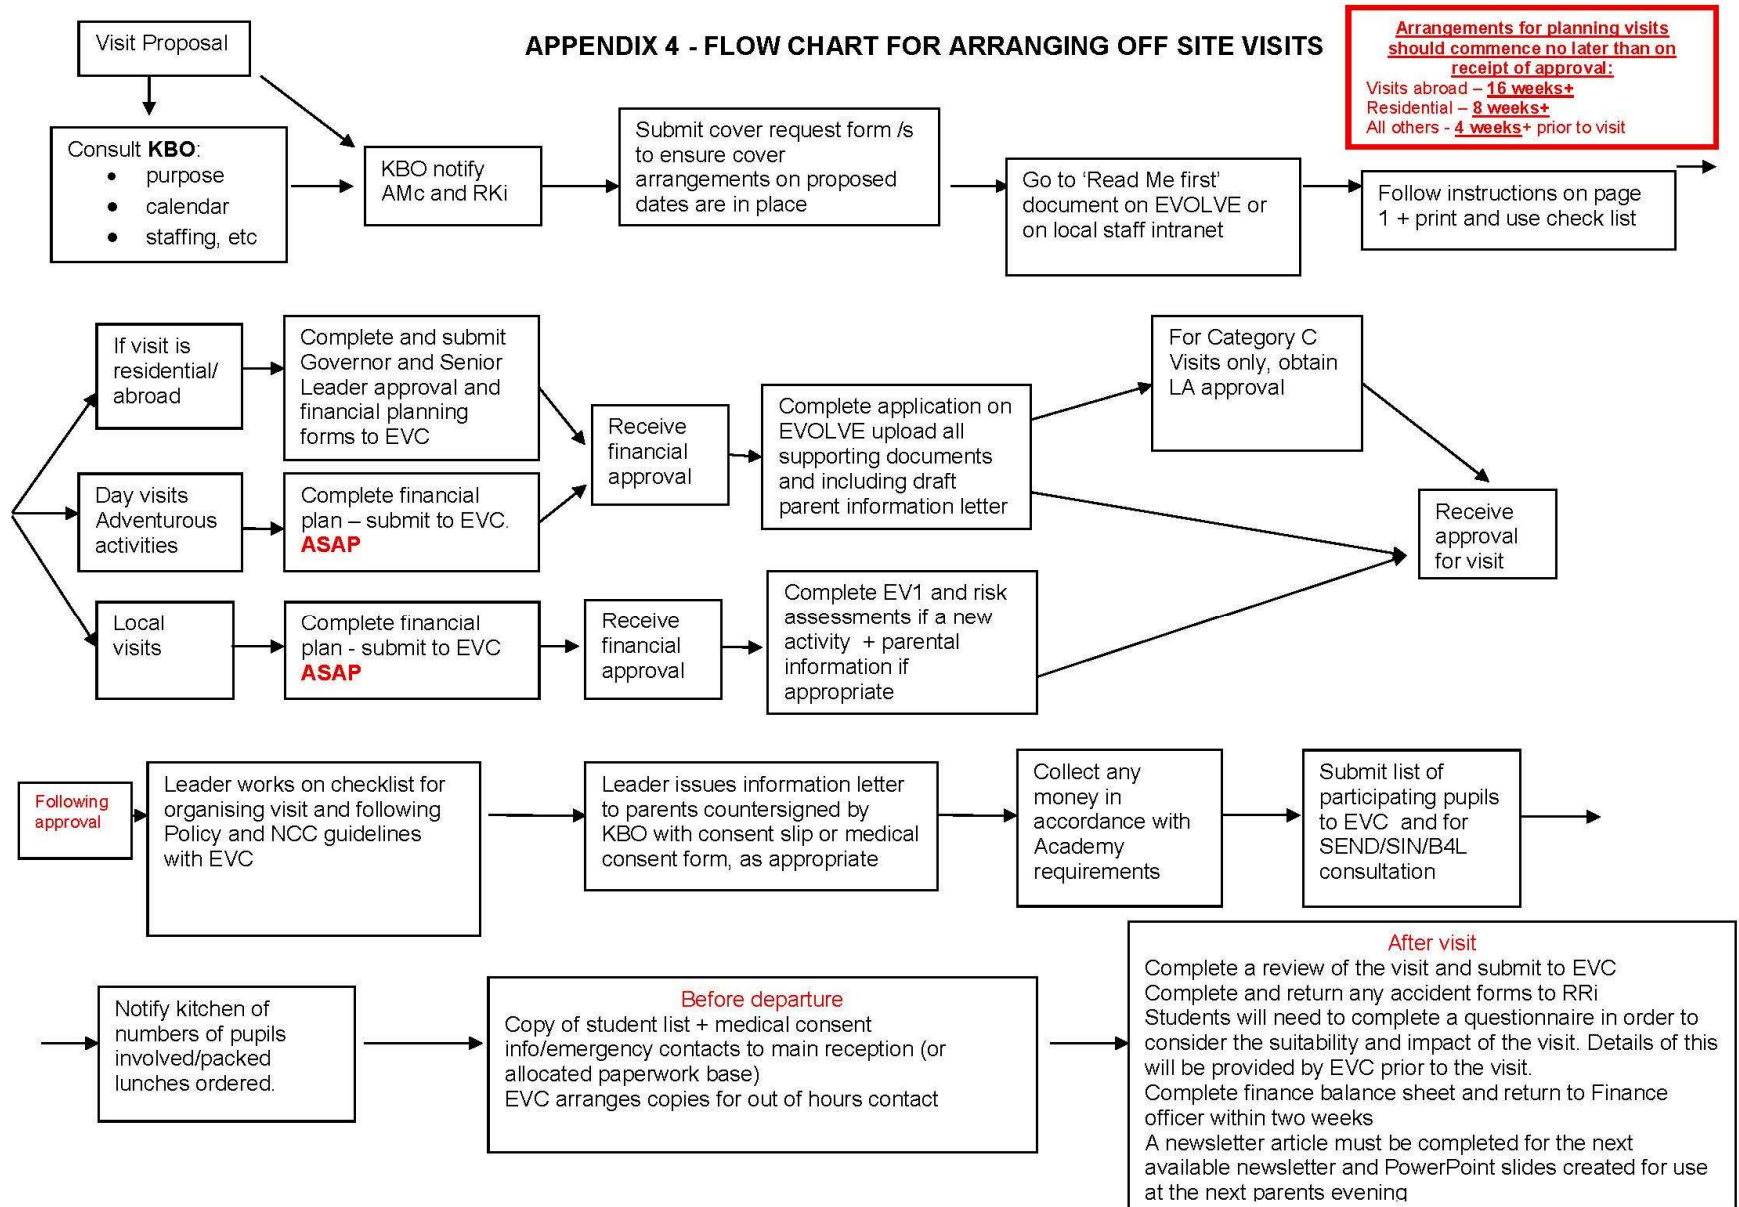 Visit Proposal
APPENDIX 4 - FLOW CHART FOR ARRANGING OFF SITE VISITS
Arrangements for planning visits
should commence no later than on
receipt of approval:
Visits abroad – 16 weeks+
Residential – 8 weeks+
All others - 4 weeks+ prior to visit
Consult KBO:
• purpose
• calendar
• staffing, etc
KBO notify
AMc and RKi
Submit cover request form /s
to ensure cover
arrangements on proposed
dates are in place
Go to ‘Read Me first’
document on EVOLVE or
on local staff intranet
Follow instructions on page
1 + print and use check list
If visit is
residential/
abroad
Complete and submit
Governor and Senior
Leader approval and
financial planning
forms to EVC
Day visits
Adventurous
activities
Complete financial
plan – submit to EVC.
ASAP
Receive
financial
approval
Complete application on
EVOLVE upload all
supporting documents
and including draft
parent information letter
For Category C
Visits only, obtain
LA approval
Receive
approval
for visit
Local
visits
Complete financial
plan - submit to EVC
ASAP
Receive
financial
approval
Complete EV1 and risk
assessments if a new
activity + parental
information if
appropriate
Following
approval
Leader works on checklist for
organising visit and following
Policy and NCC guidelines
with EVC
Leader issues information letter
to parents countersigned by
KBO with consent slip or medical
consent form, as appropriate
Collect any
money in
accordance with
Academy
requirements
Submit list of
participating pupils
to EVC and for
SEND/SIN/B4L
consultation
Notify kitchen of
numbers of pupils
involved/packed
lunches ordered.
Before departure
Copy of student list + medical consent
info/emergency contacts to main reception (or
allocated paperwork base)
EVC arranges copies for out of hours contact
After visit
Complete a review of the visit and submit to EVC
Complete and return any accident forms to RRi
Students will need to complete a questionnaire in order to
consider the suitability and impact of the visit. Details of this
will be provided by EVC prior to the visit.
Complete finance balance sheet and return to Finance
officer within two weeks
A newsletter article must be completed for the next
available newsletter and PowerPoint slides created for use
at the next parents evening